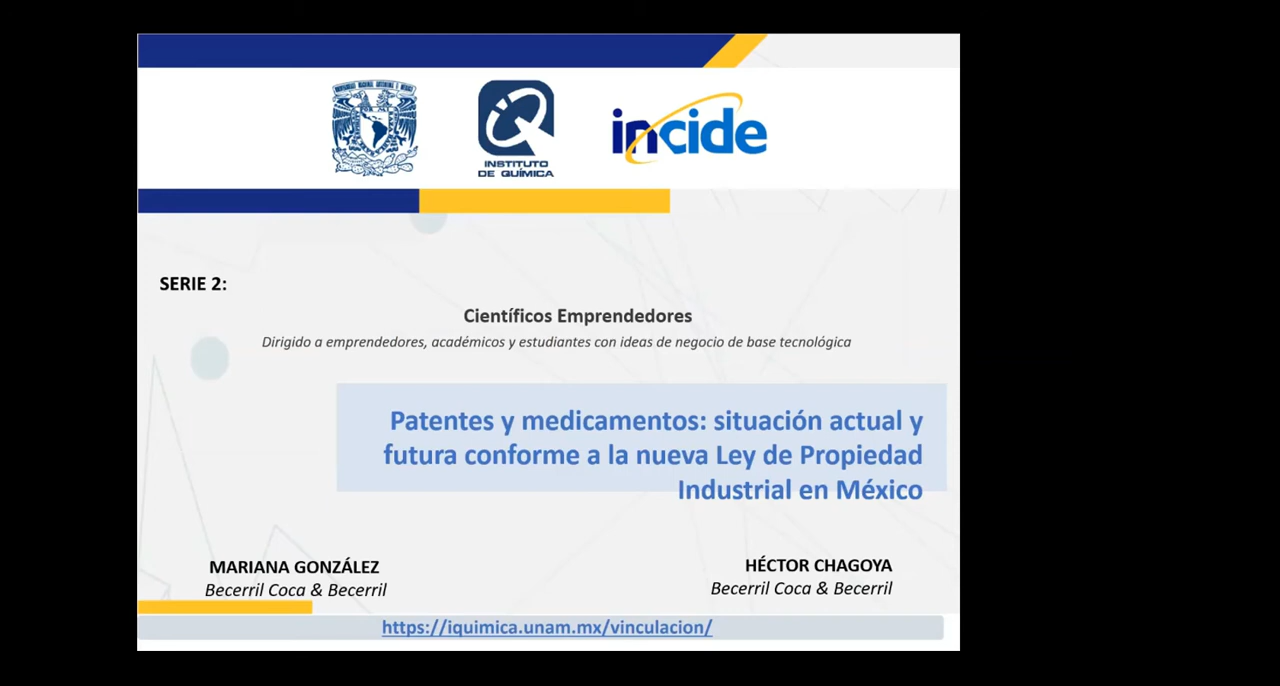 INSTITUTO
DE QUÍMICA
incide
SERIE 2:
Científicos Emprendedores
Dirigido a emprendedores, académicos y estudiantes con ideas de negocio de base tecnológica
Patentes y medicamentos: situación actual y
futura conforme a la nueva Ley de Propiedad
Industrial en México
MARIANA GONZÁLEZ
Becerril Coca & Becerril
HÉCTOR CHAGOYA
Becerril Coca & Becerril
https://iquimica.unam.mx/vinculacion/